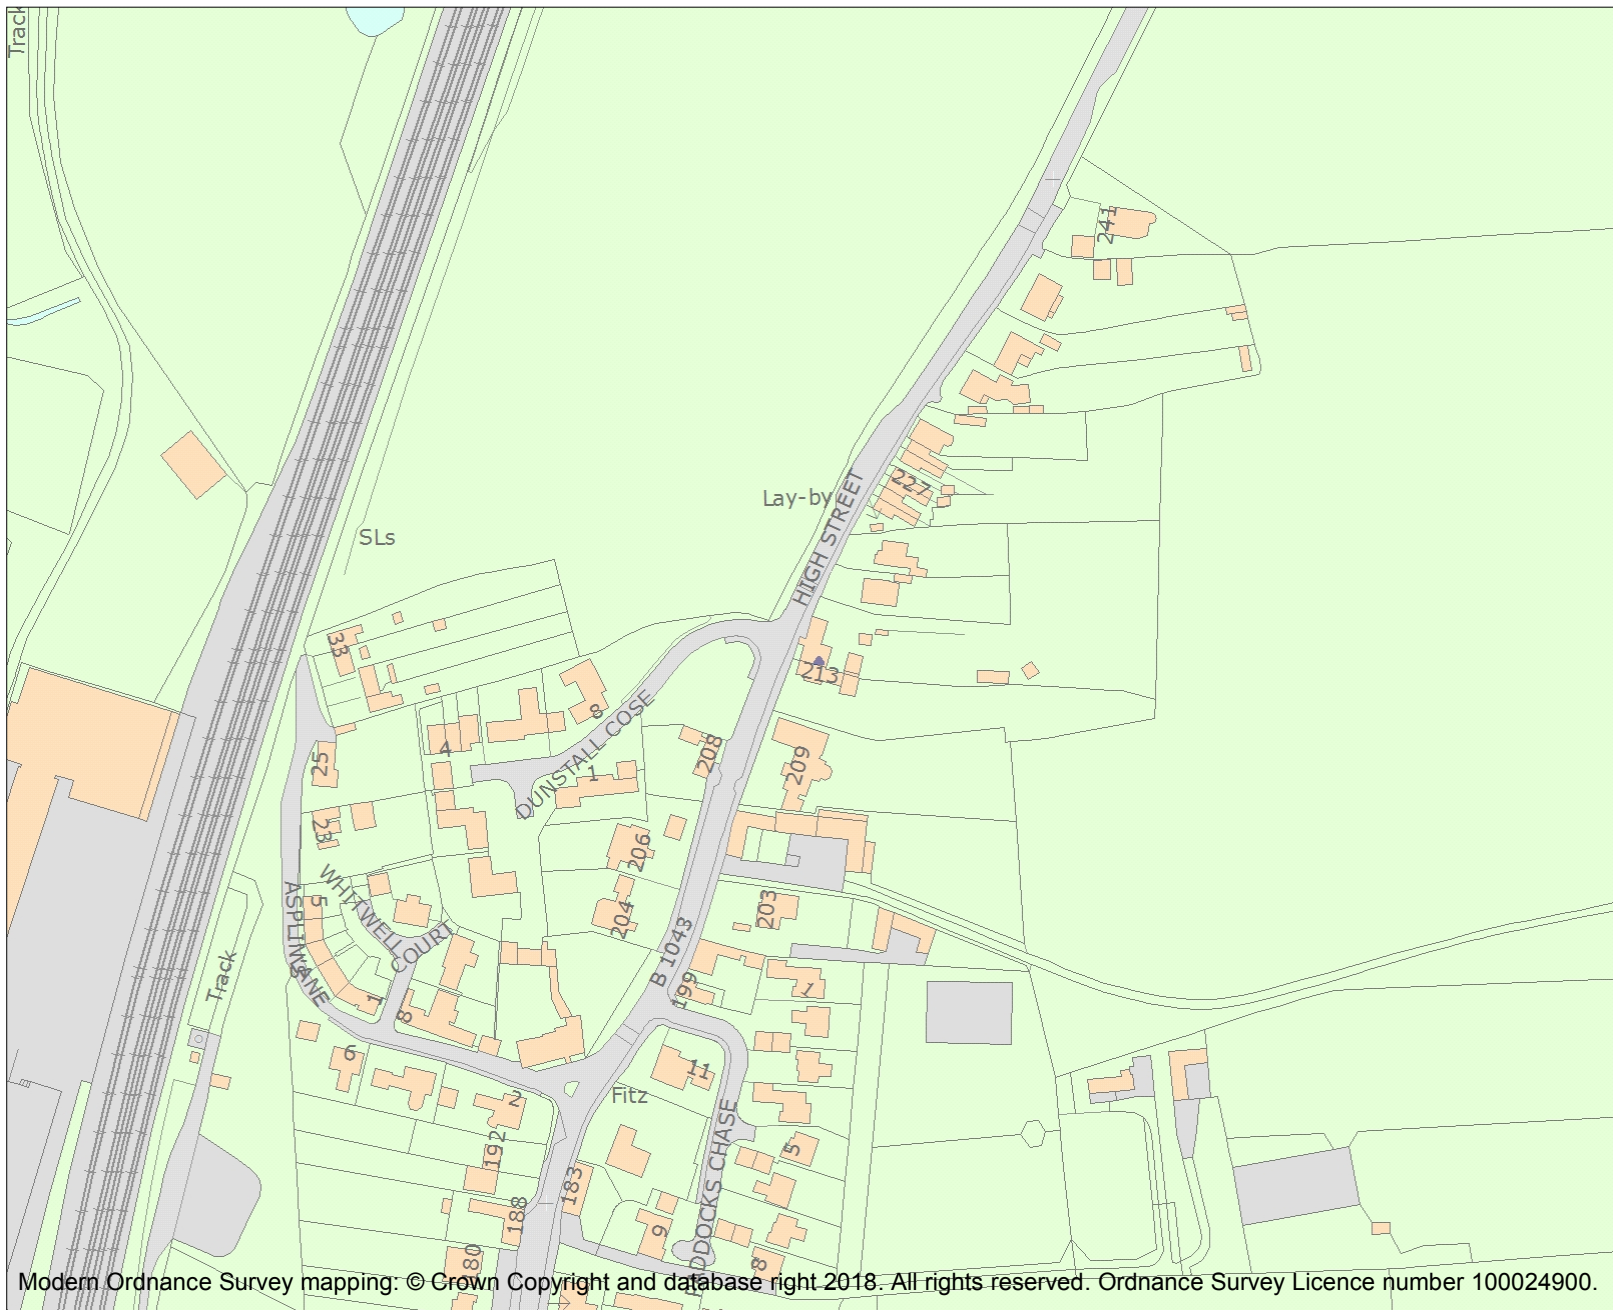 Track
241
227
Lay-by
HIGH STREET
SLs
33
213
8
4
208
25
1
DUNSTALL COSE
209
23
206
WHITWELL
COURT
ASPLINS
LANE
5
204
203
B 1043
Track
199
1
1
8
6
11
2
Fitz
192
5
183
188
PADDOCKS CHASE
9
180
8
Modern Ordnance Survey mapping: © Crown Copyright and database right 2018. All rights reserved. Ordnance Survey Licence number 100024900.